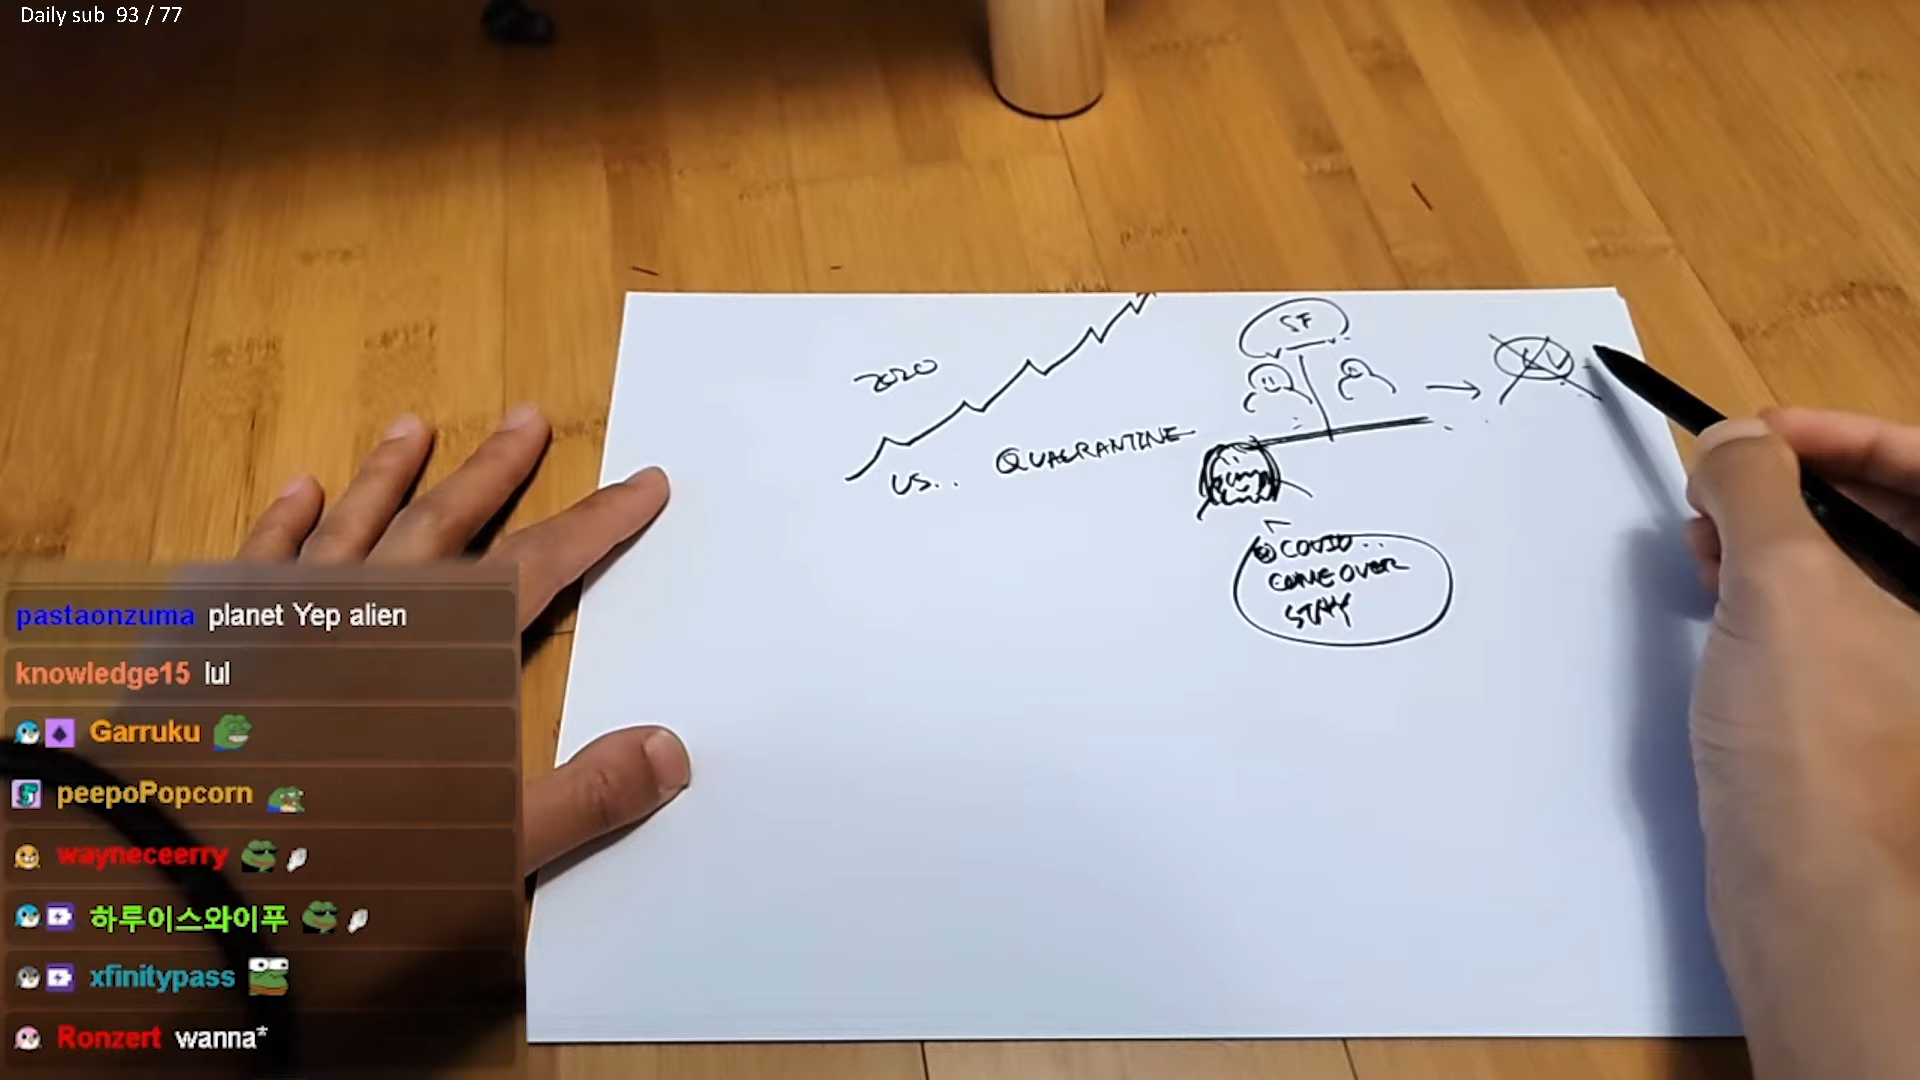 Daily sub 93 / 77
2020
US..
QUARANTINE
SF
COVID..
COME OVER
STAY
pastaonzuma planet Yep alien
knowledge15 lul
Garruku
peepoPopcorn
wayneceerry
하루이스와이푸
xfinitypass
Ronzert wanna*